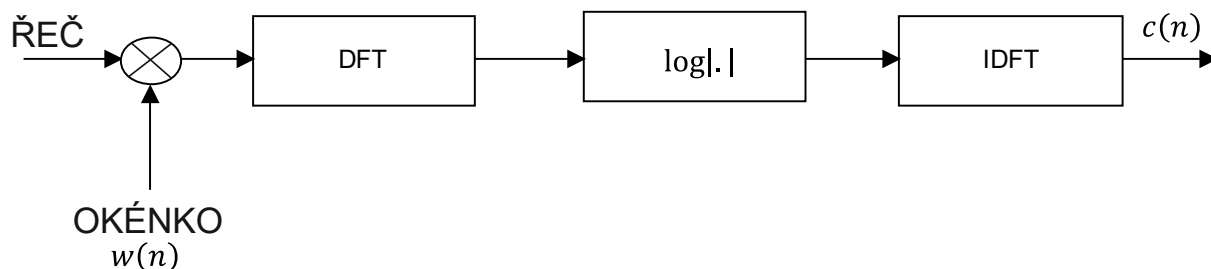 ŘEČ
DFT
log|.|
IDFT
c(n)
OKÉNKO
w(n)